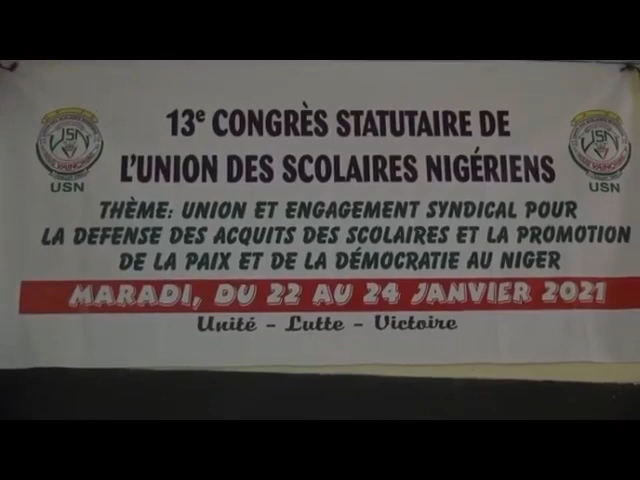 13e CONGRÈS STATUTAIRE DE
L'UNION DES SCOLAIRES NIGÉRIENS
USN
USN
THÈME: UNION ET ENGAGEMENT SYNDICAL POUR
LA DEFENSE DES ACQUITS DES SCOLAIRES ET LA PROMOTION
DE LA PAIX ET DE LA DÉMOCRATIE AU NIGER
MARADI, DU 22 AU 24 JANVIER 2021
Unité - Lutte - Victoire